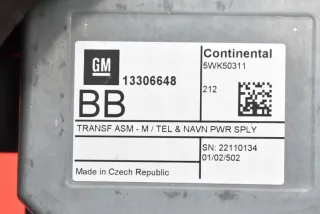 GM
13306648
Continental
5WK50311
BB
212
TRANSF ASM - M / TEL & NAVN PWR SPLY
SN: 22110134
01/02/502
Made in Czech Republic